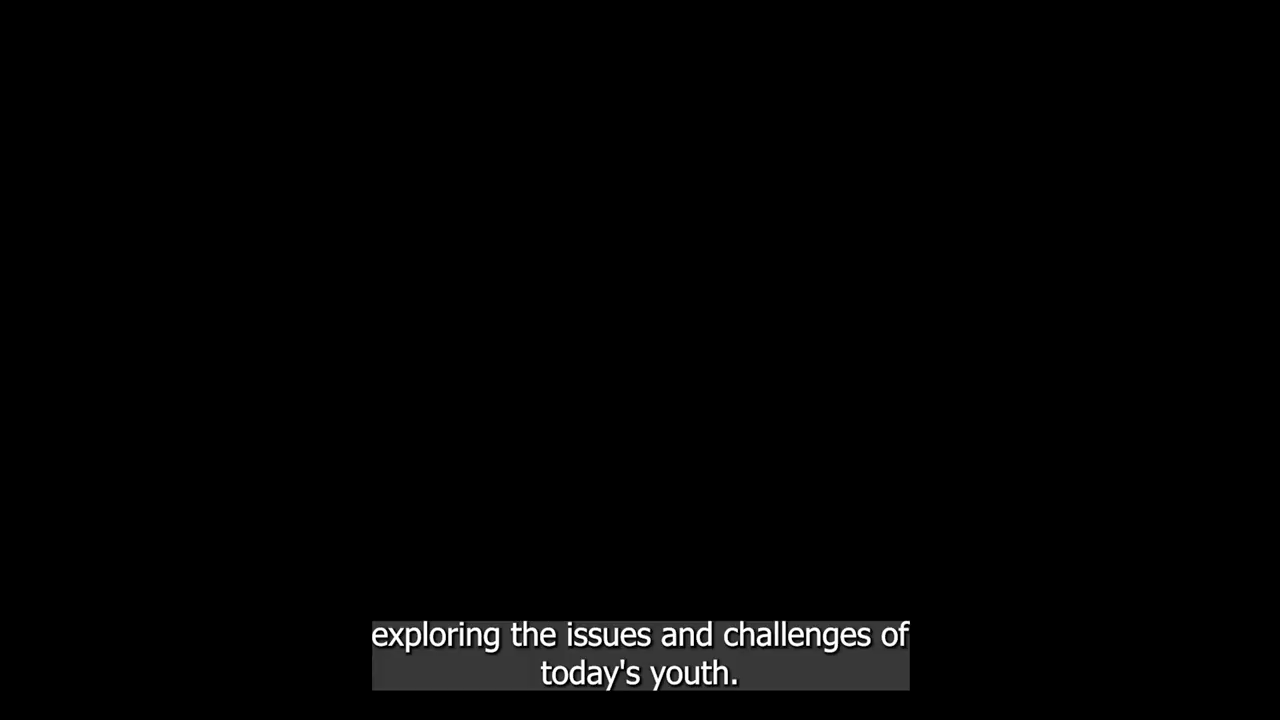 exploring the issues and challenges of
today's youth.